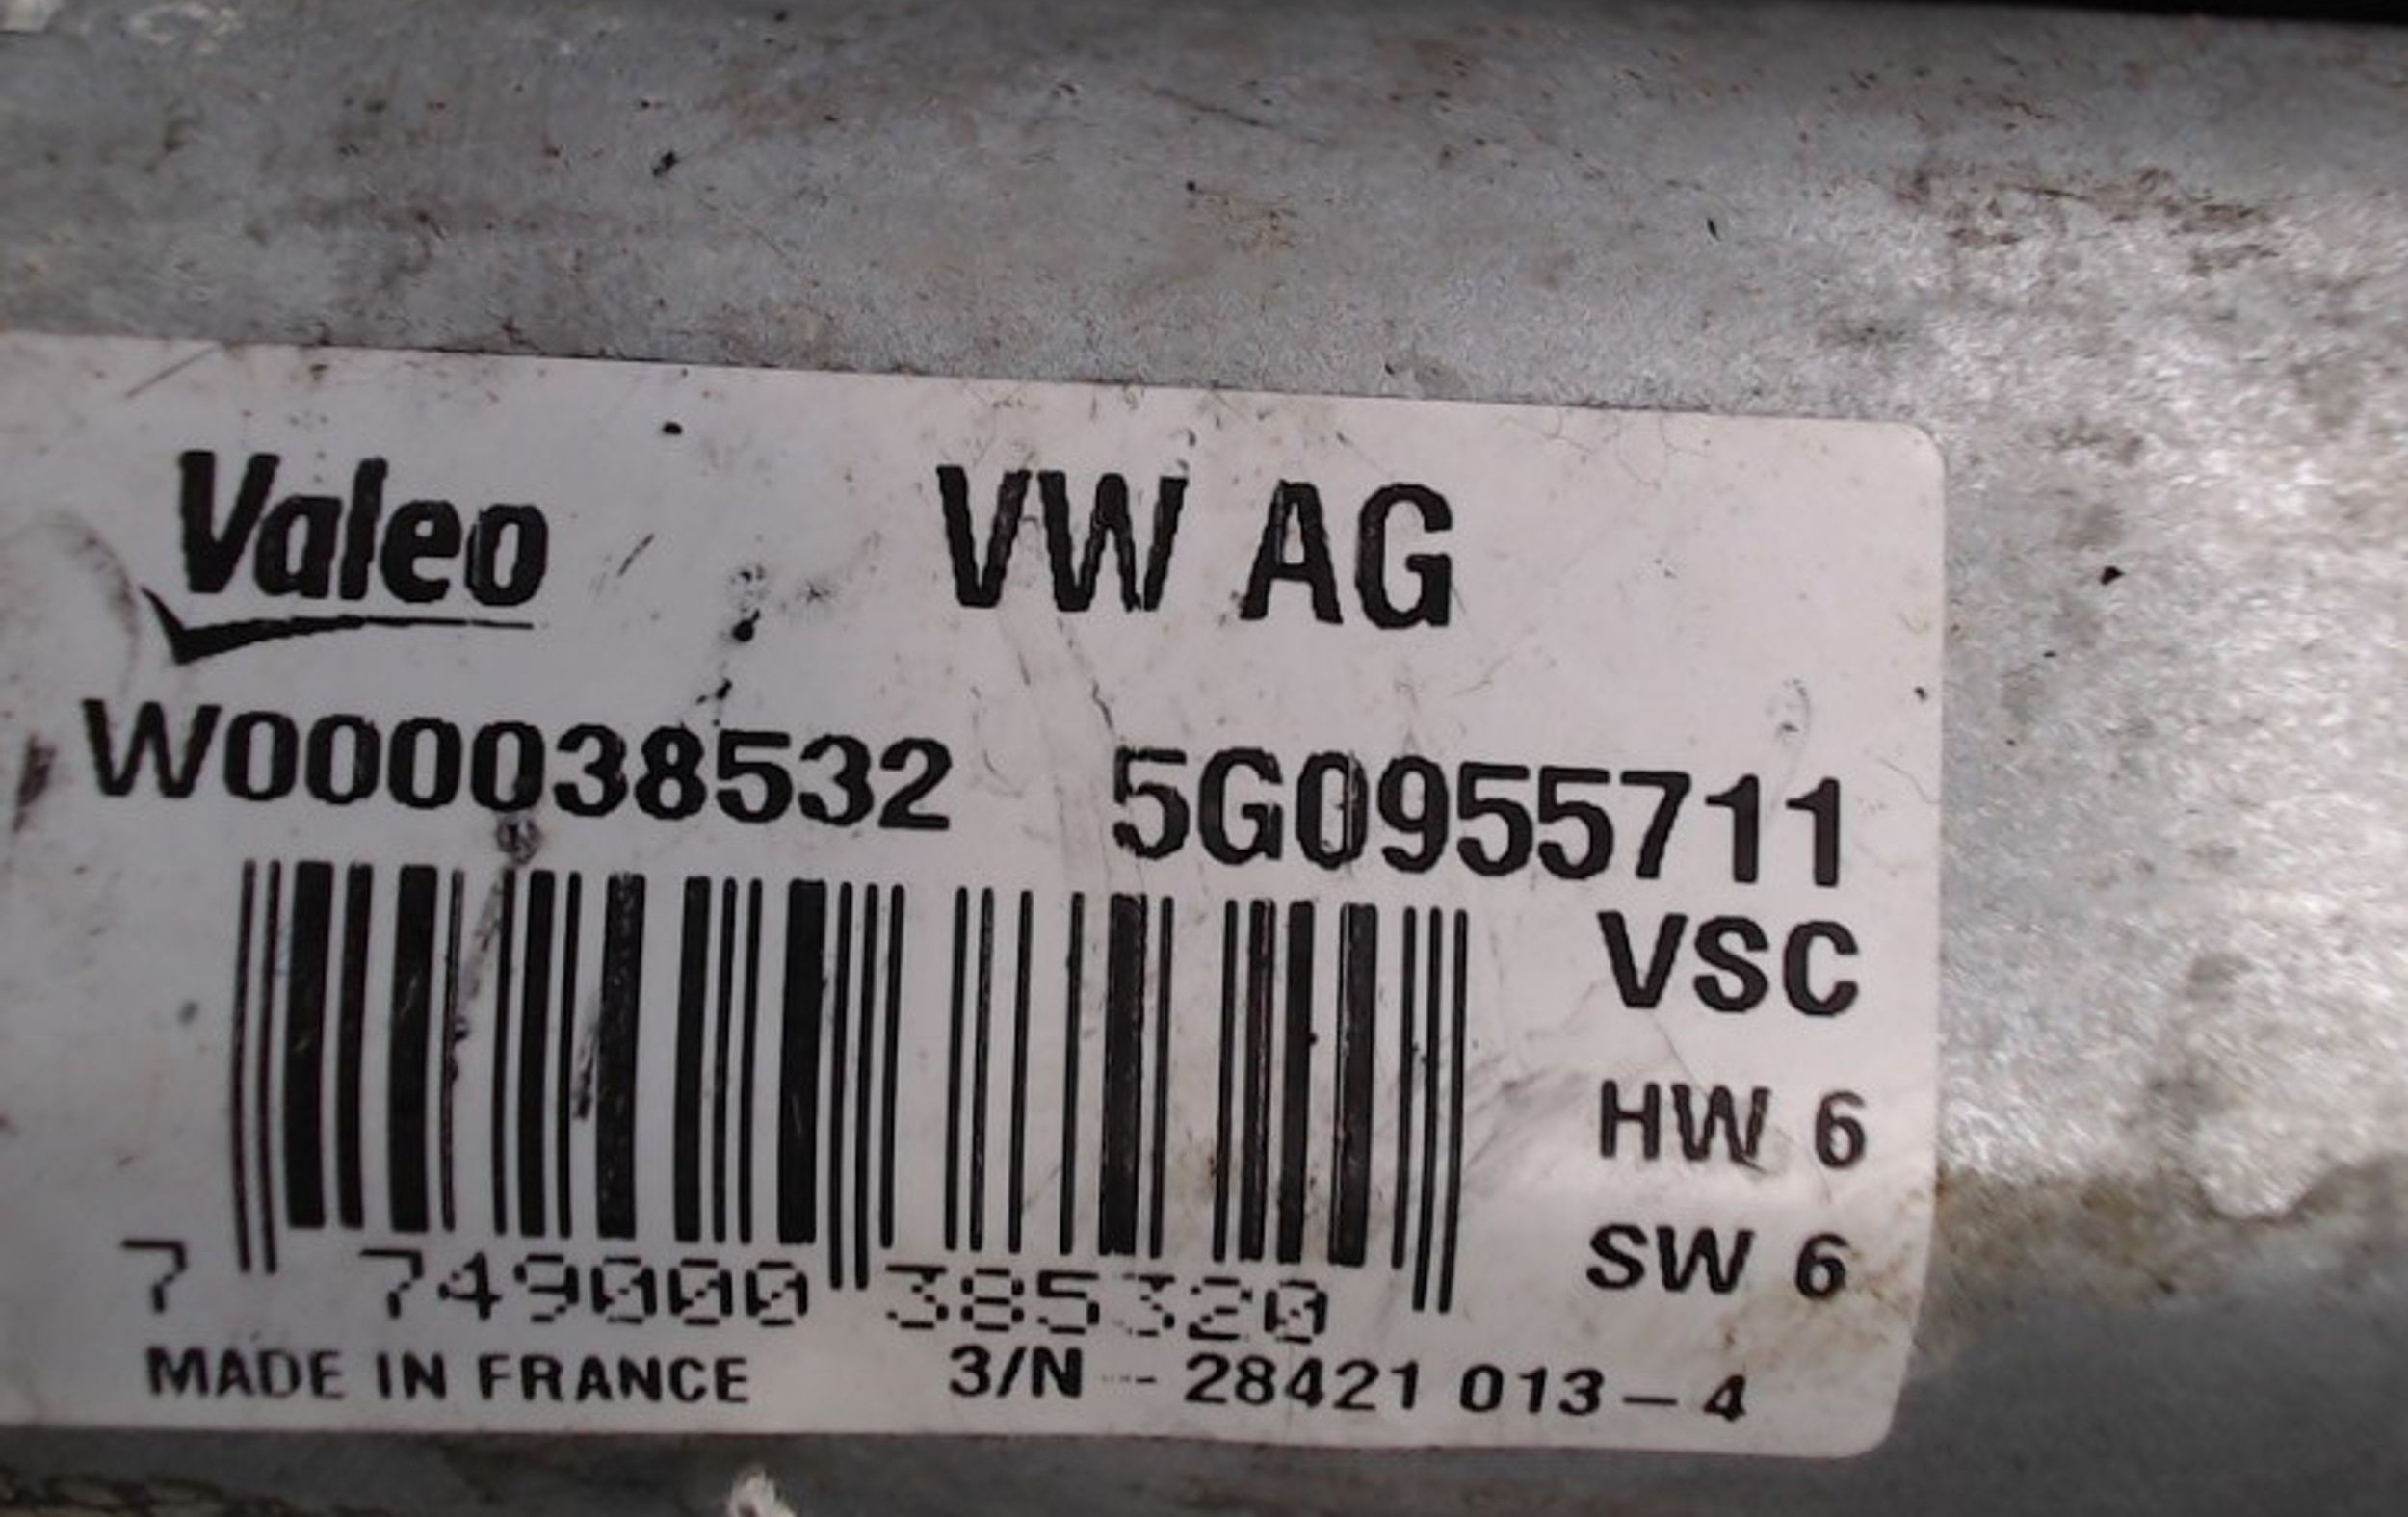 Valeo VW AG
W000038532 5G0955711
VSC
HW 6
SW 6
7 749000 385320
MADE IN FRANCE 3/N -- 28421 013 - 4